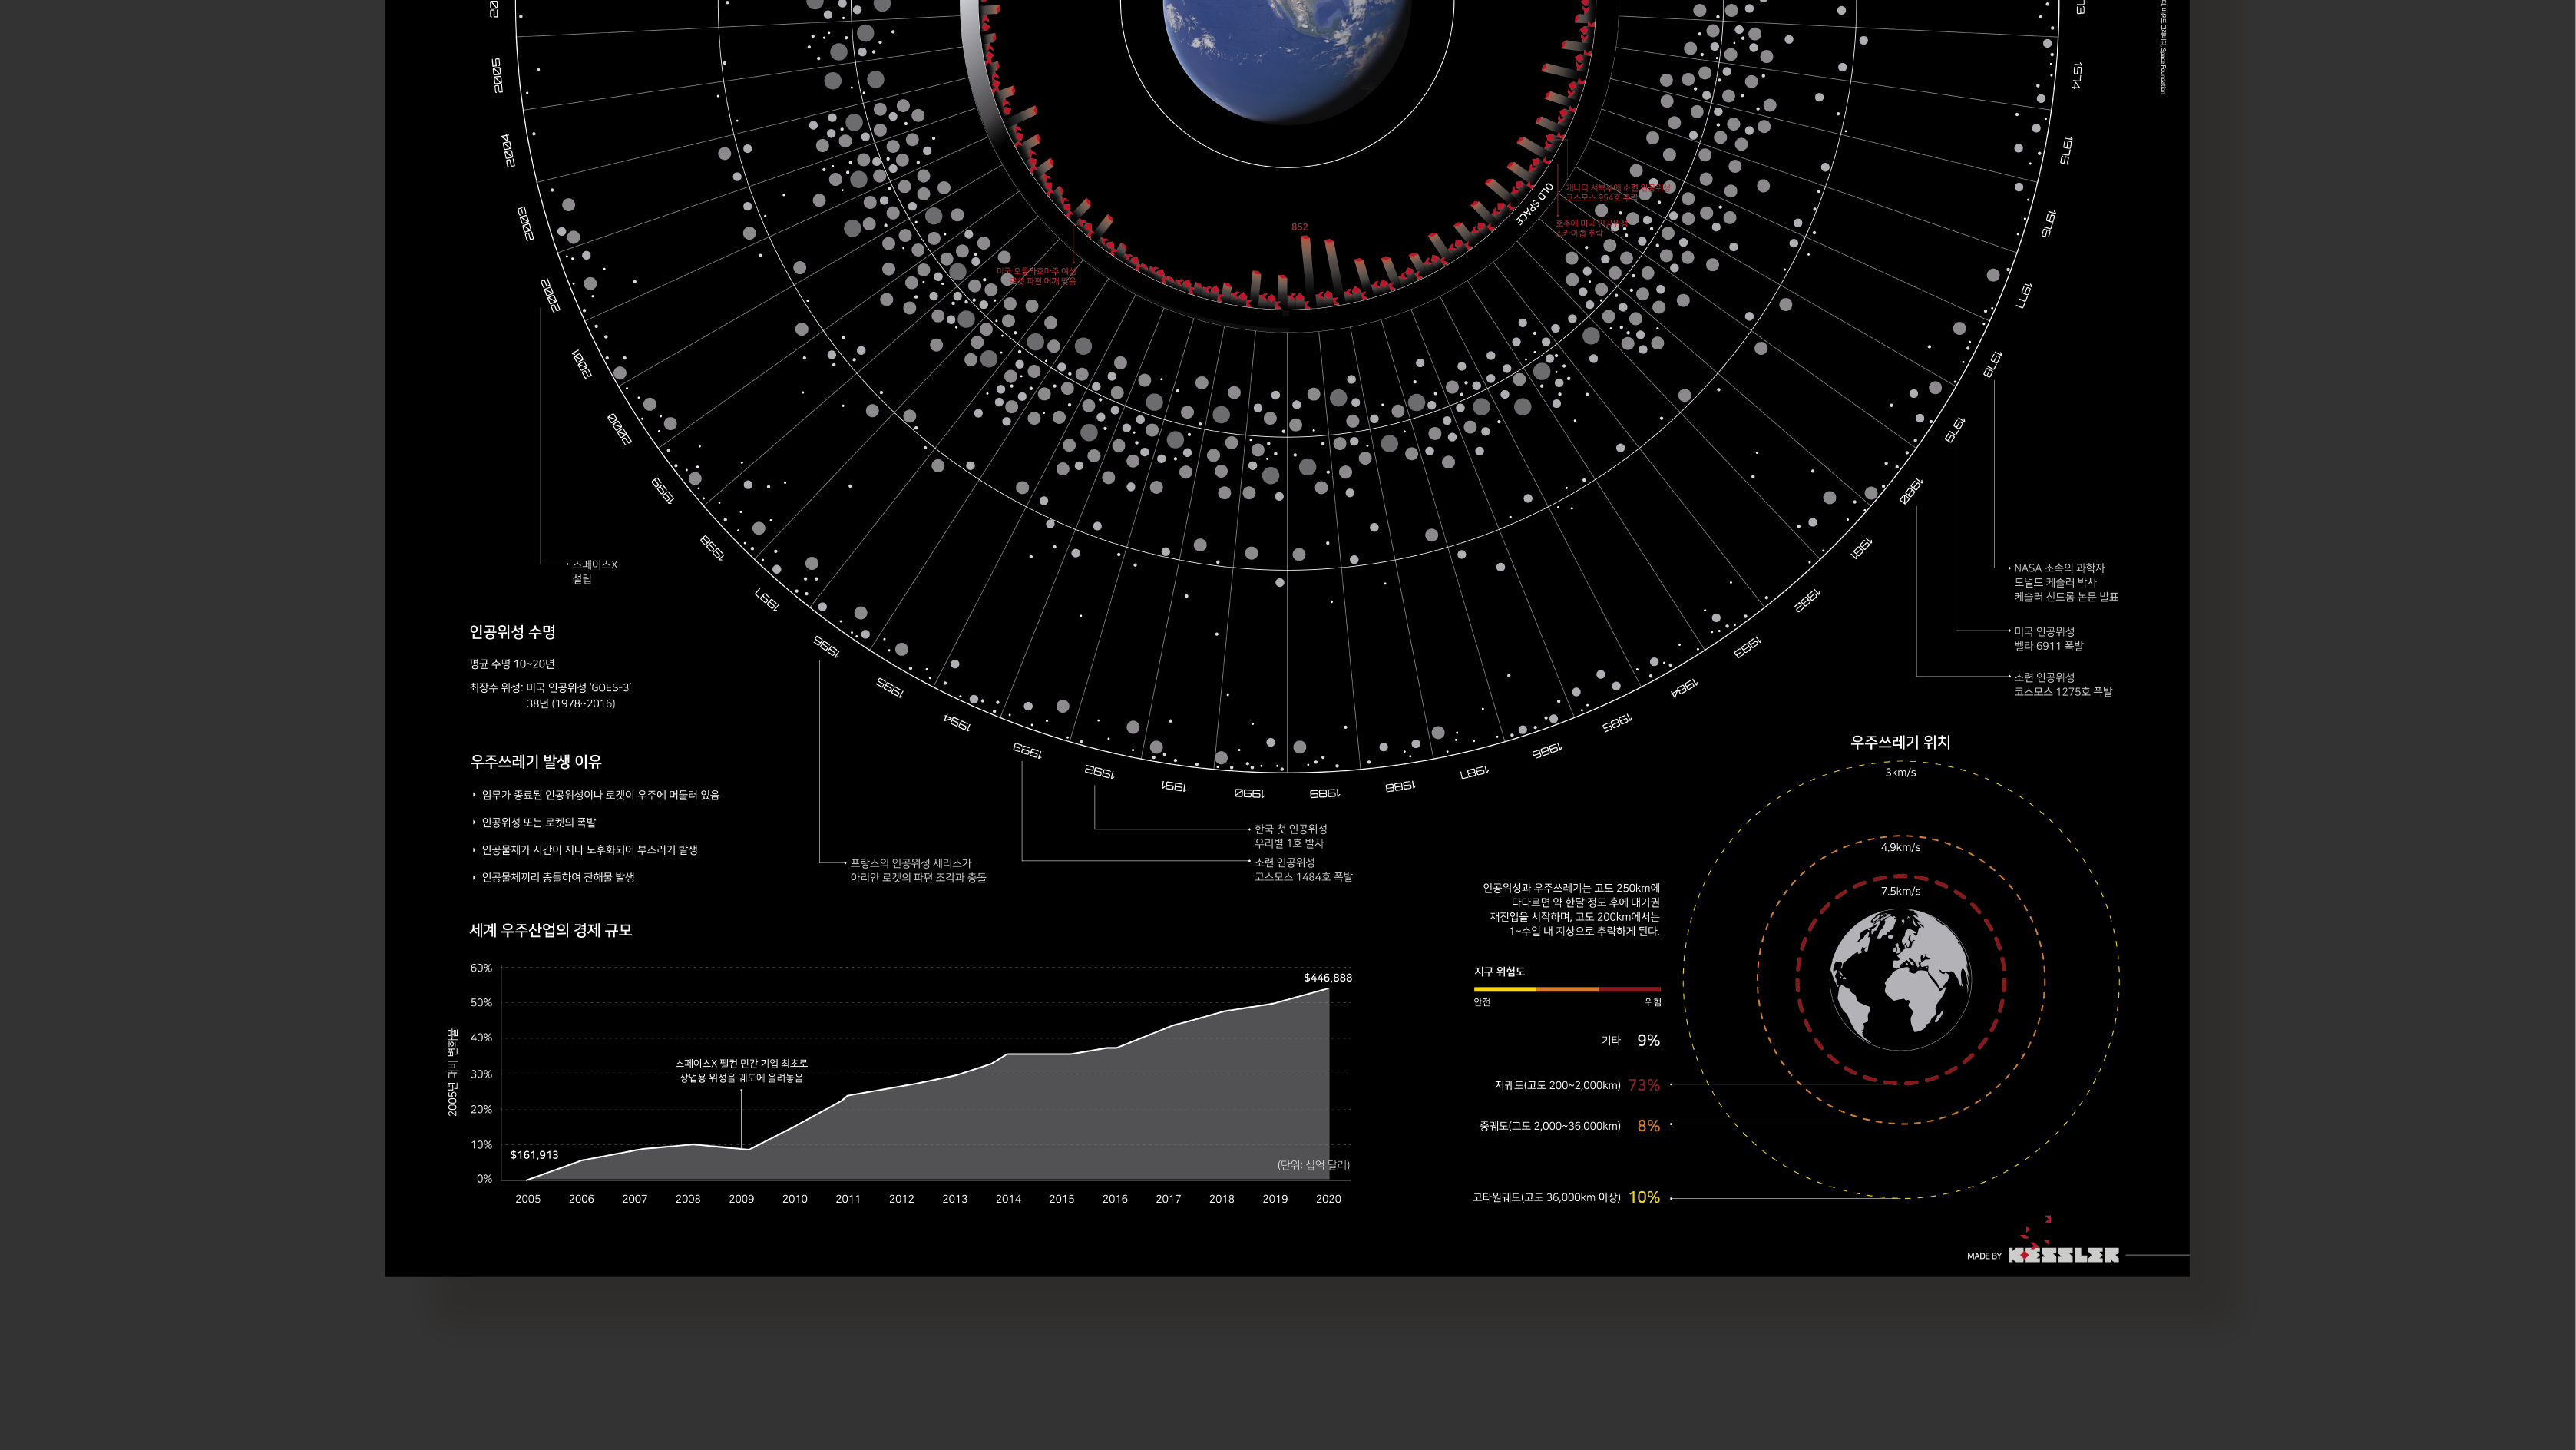 2005
2004
2003
2002
2001
2000
1999
1998
1997
1996
1995
1994
1993
1992
1991
1990
1989
1988
1987
1986
1985
1984
1983
1982
1981
1980
1979
1978
1977
1976
1975
1974
OLD SPACE
852
캐나다 서북부에 소련
코스모스 954호 추락
호주에 미국 인공위성
스카이랩 추락
미국 오클라호마주 여성
파편 어깨 맞음
스페이스X
설립
NASA 소속의 과학자
도널드 케슬러 박사
케슬러 신드롬 논문 발표
미국 인공위성
벨라 6911 폭발
소련 인공위성
코스모스 1275호 폭발
한국 첫 인공위성
우리별 1호 발사
소련 인공위성
코스모스 1484호 폭발
프랑스의 인공위성 세리스가
아리안 로켓의 파편 조각과 충돌
인공위성 수명
평균 수명 10~20년
최장수 위성: 미국 인공위성 ‘GOES-3’
38년 (1978~2016)
우주쓰레기 발생 이유
임무가 종료된 인공위성이나 로켓이 우주에 머물러 있음
인공위성 또는 로켓의 폭발
인공물체가 시간이 지나 노후화되어 부스러기 발생
인공물체끼리 충돌하여 잔해물 발생
세계 우주산업의 경제 규모
2005년 대비 변화율
60%
50%
40%
30%
20%
10%
0%
$161,913
스페이스X 팰컨 민간 기업 최초로
상업용 위성을 궤도에 올려놓음
$446,888
(단위: 십억 달러)
2005 2006 2007 2008 2009 2010 2011 2012 2013 2014 2015 2016 2017 2018 2019 2020
우주쓰레기 위치
3km/s
4.9km/s
7.5km/s
인공위성과 우주쓰레기는 고도 250km에
다다르면 약 한달 정도 후에 대기권
재진입을 시작하며, 고도 200km에서는
1~수일 내 지상으로 추락하게 된다.
지구 위험도
안전 위험
기타 9%
저궤도(고도 200~2,000km) 73%
중궤도(고도 2,000~36,000km) 8%
고타원궤도(고도 36,000km 이상) 10%
MADE BY KESSLER
Space Foundation